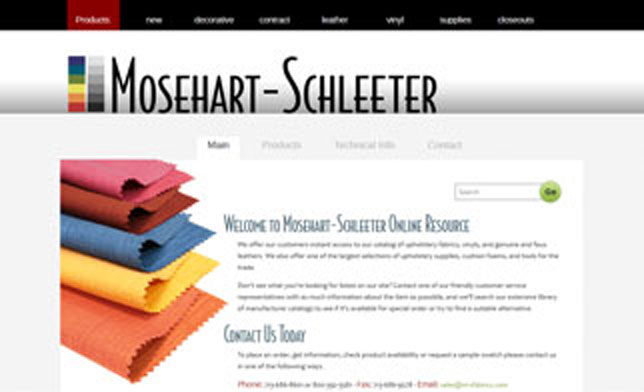 Products new decorative contract leather vinyl supplies closeouts
Mosehart-Schleeter
Main Products Technical Info Contact
Search Go
Welcome to Mosehart-Schleeter Online Resource
We offer our customers instant access to our catalog of upholstery fabrics, vinyls, and genuine and faux
leathers. We also offer one of the largest selections of upholstery supplies, cushion foams, and tools for the
trade.
Don't see what you're looking for listed on our site? Contact one of our friendly customer service
representatives with as much information about the item as possible, and we'll search our extensive library
of manufacturer catalogs to see if it's available for special order or try to find a suitable alternative.
Contact Us Today
To place an order, get information, check product availability or request a sample swatch please contact us
in one of the following ways.
Phone: or Fax: Email: